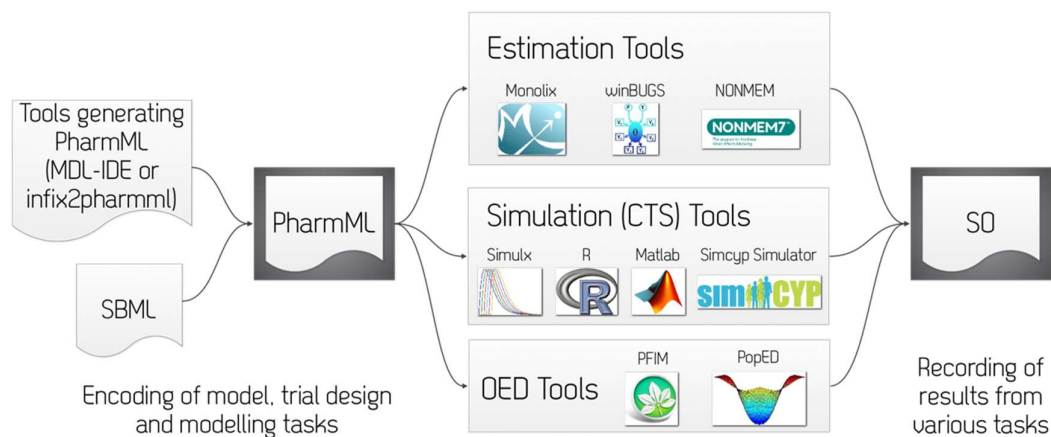 Tools generating
PharmML
(MDL-IDE or
infix2pharmml)
SBML
Encoding of model, trial design
and modelling tasks
PharmML
Estimation Tools
Monolix
winBUGS
NONMEM
NONMEM7
Simulation (CTS) Tools
Simulx
R
Matlab
Simcyp Simulator
R
simCYP
OED Tools
PFIM
PopED
SO
Recording of
results from
various tasks